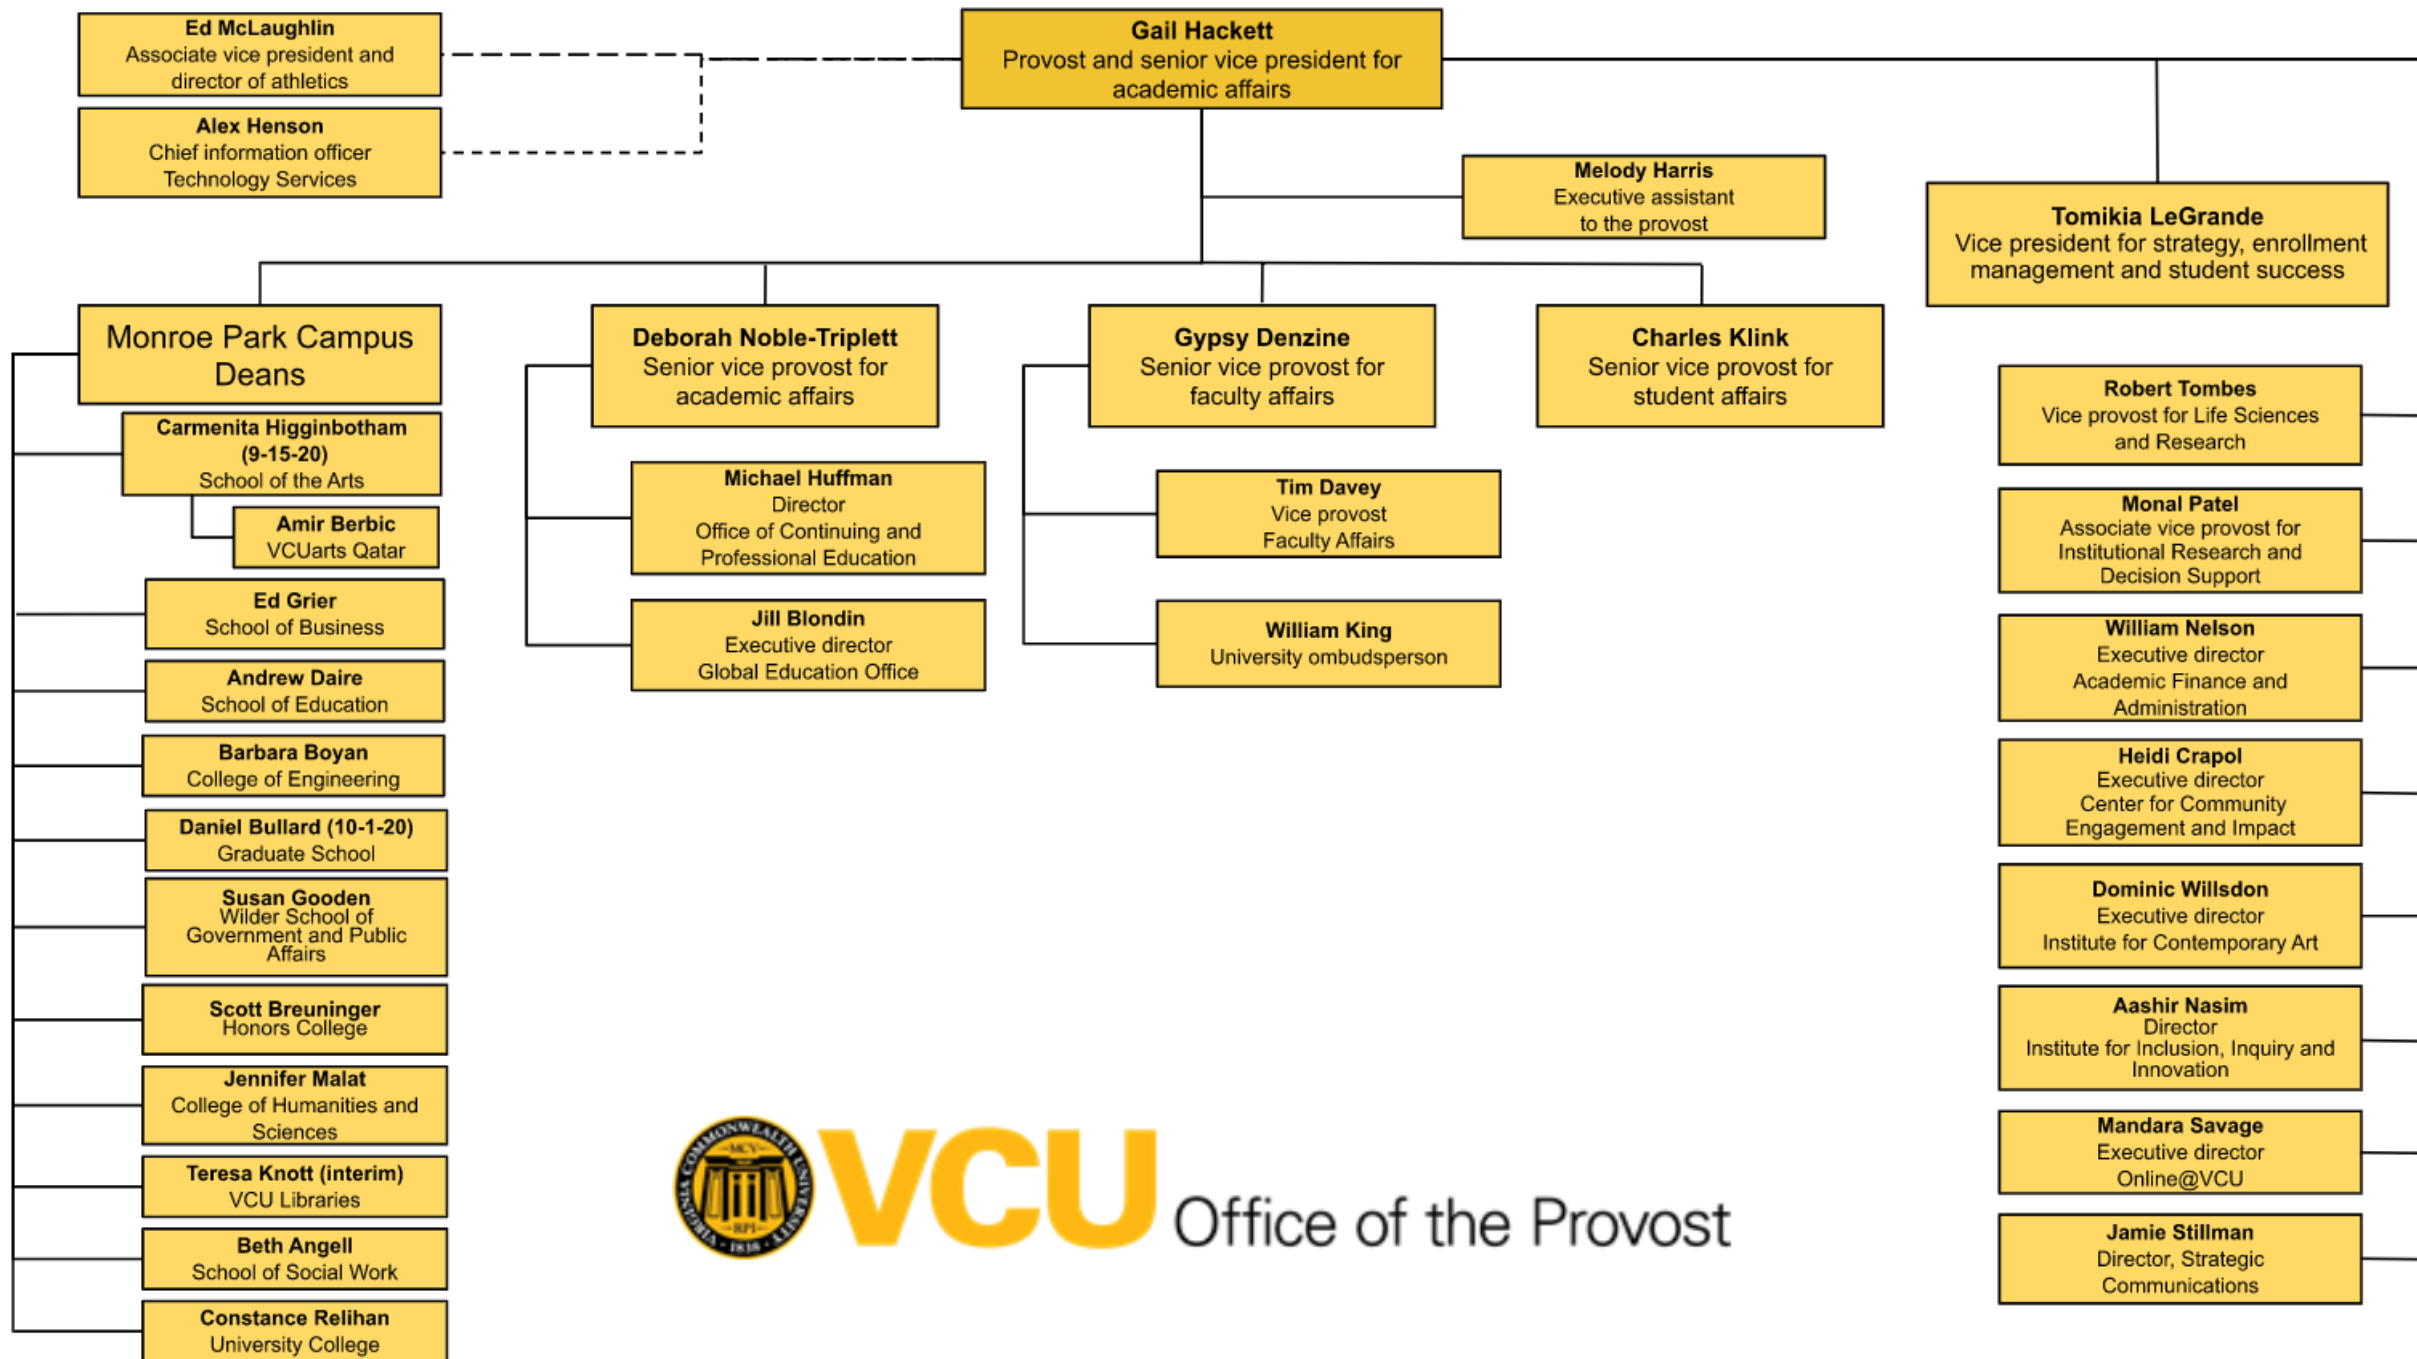 Ed McLaughlin
Associate vice president and
director of athletics
Alex Henson
Chief information officer
Technology Services
Gail Hackett
Provost and senior vice president for
academic affairs
Melody Harris
Executive assistant
to the provost
Tomikia LeGrande
Vice president for strategy, enrollment
management and student success
Monroe Park Campus
Deans
Carmenita Higginbotham
(9-15-20)
School of the Arts
Amir Berbic
VCUarts Qatar
Ed Grier
School of Business
Andrew Daire
School of Education
Barbara Boyan
College of Engineering
Daniel Bullard (10-1-20)
Graduate School
Susan Gooden
Wilder School of
Government and Public
Affairs
Scott Breuninger
Honors College
Jennifer Malat
College of Humanities and
Sciences
Teresa Knott (interim)
VCU Libraries
Beth Angell
School of Social Work
Constance Relihan
University College
Deborah Noble-Triplett
Senior vice provost for
academic affairs
Michael Huffman
Director
Office of Continuing and
Professional Education
Jill Blondin
Executive director
Global Education Office
Gypsy Denzine
Senior vice provost for
faculty affairs
Tim Davey
Vice provost
Faculty Affairs
William King
University ombudsperson
Charles Klink
Senior vice provost for
student affairs
Robert Tombes
Vice provost for Life Sciences
and Research
Monal Patel
Associate vice provost for
Institutional Research and
Decision Support
William Nelson
Executive director
Academic Finance and
Administration
Heidi Crapol
Executive director
Center for Community
Engagement and Impact
Dominic Willsdon
Executive director
Institute for Contemporary Art
Aashir Nasim
Director
Institute for Inclusion, Inquiry and
Innovation
Mandara Savage
Executive director
Online@VCU
Jamie Stillman
Director, Strategic
Communications
VIRGINIA COMMONWEALTH UNIVERSITY
MCV
RPI
1838
VCU Office of the Provost